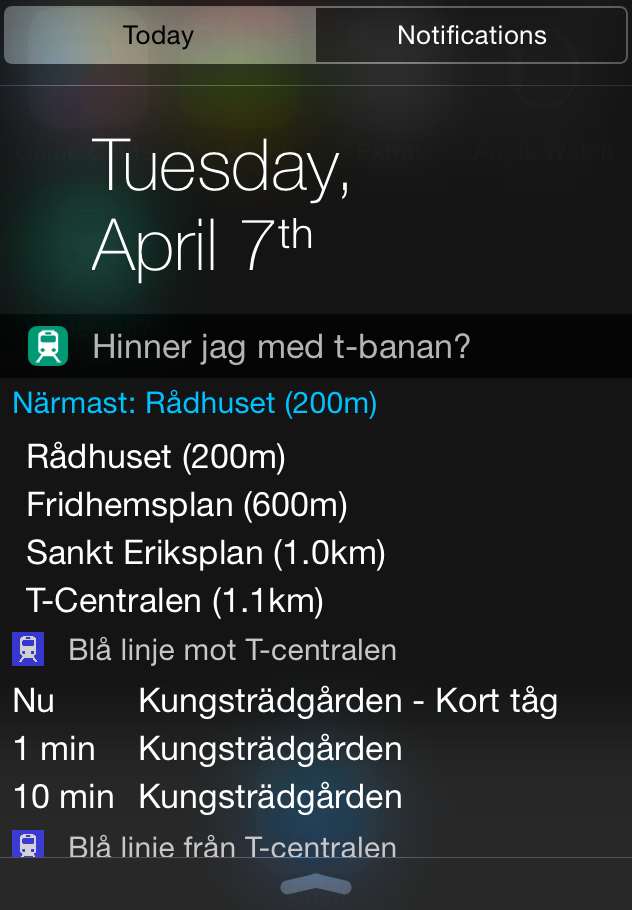 Today
Notifications
Tuesday,
April 7th
Hinner jag med t-banan?
Närmast: Rådhuset (200m)
Rådhuset (200m)
Fridhemsplan (600m)
Sankt Eriksplan (1.0km)
T-Centralen (1.1km)
Blå linje mot T-centralen
Nu Kungsträdgården - Kort tåg
1 min Kungsträdgården
10 min Kungsträdgården
Blå linje från T-centralen